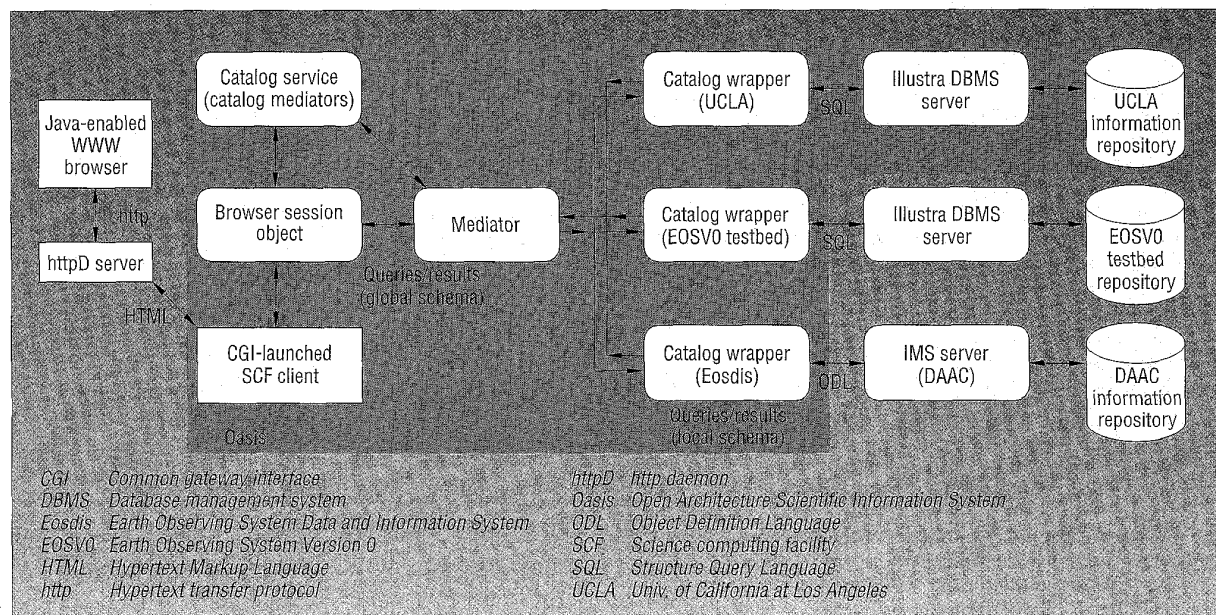 Java-enabled
WWW
browser
http
httpD server
HTML
Catalog service
(catalog mediators)
Browser session
object
CGI-launched
SCF client
Oasis
Mediator
Queries/results
(global schema)
Catalog wrapper
(UCLA)
SQL
Illustra DBMS
server
UCLA
information
repository
Catalog wrapper
(EOSV0 testbed)
SQL
Illustra DBMS
server
EOSV0
testbed
repository
Catalog wrapper
(Eosdis)
Queries/results
(local schema)
ODL
IMS server
(DAAC)
DAAC
information
repository
CGI Common gateway interface
DBMS Database management system
Eosdis Earth Observing System Data and Information System
EOSV0 Earth Observing System Version 0
HTML Hypertext Markup Language
http Hypertext transfer protocol
httpD http daemon
Oasis Open Architecture Scientific Information System
ODL Object Definition Language
SCF Science computing facility
SQL Structure Query Language
UCLA Univ. of California at Los Angeles